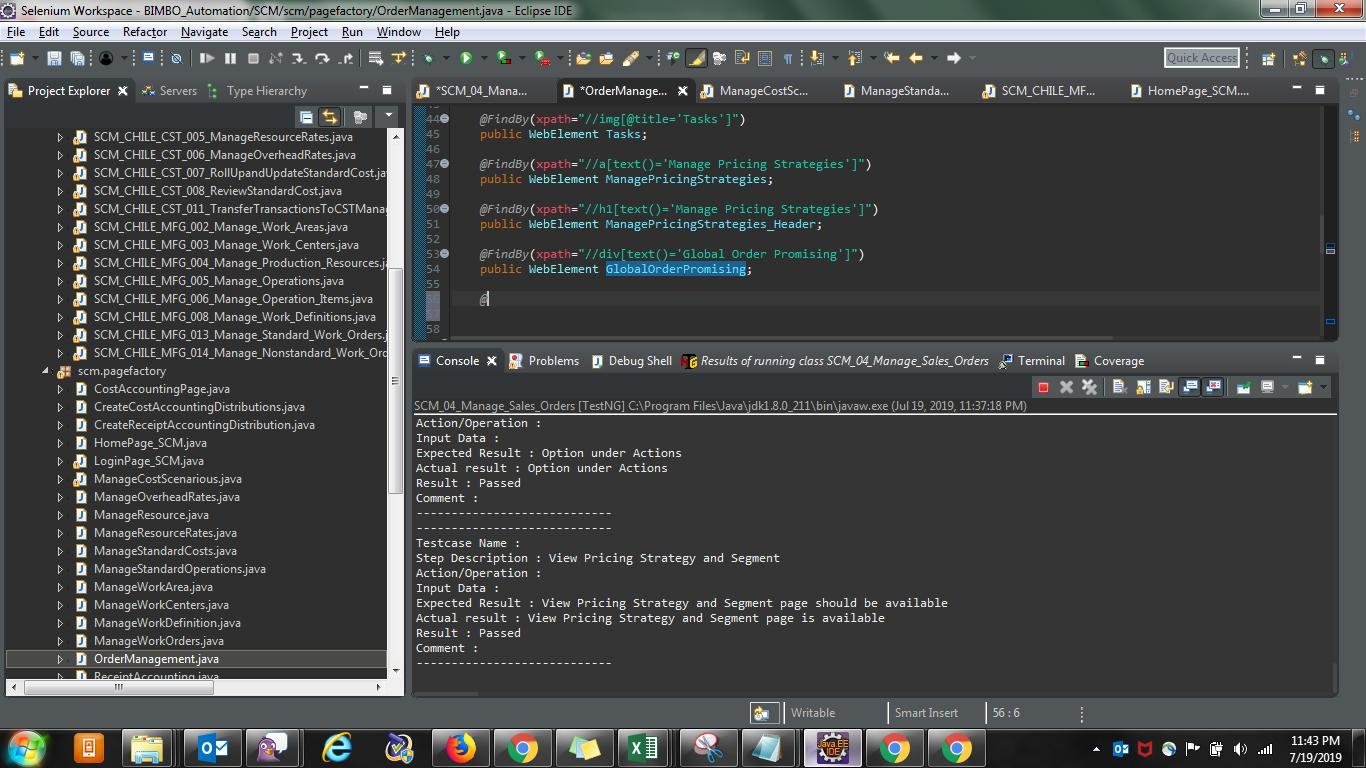 Selenium Workspace - BIMBO_Automation/SCM/scm/pagefactory/OrderManagement.java - Eclipse IDE
File Edit Source Refactor Navigate Search Project Run Window Help
Quick Access
Project Explorer Servers Type Hierarchy
SCM_CHILE_CST_005_ManageResourceRates.java
SCM_CHILE_CST_006_ManageOverheadRates.java
SCM_CHILE_CST_007_RollUpandUpdateStandardCost.ja
SCM_CHILE_CST_008_ReviewStandardCost.java
SCM_CHILE_CST_011_TransferTransactionsToCSTMana
SCM_CHILE_MFG_002_Manage_Work_Areas.java
SCM_CHILE_MFG_003_Manage_Work_Centers.java
SCM_CHILE_MFG_004_Manage_Production_Resources.j
SCM_CHILE_MFG_005_Manage_Operations.java
SCM_CHILE_MFG_006_Manage_Operation_Items.java
SCM_CHILE_MFG_008_Manage_Work_Definitions.java
SCM_CHILE_MFG_013_Manage_Standard_Work_Orders.j
SCM_CHILE_MFG_014_Manage_Nonstandard_Work_Orc
scm.pagefactory
CostAccountingPage.java
CreateCostAccountingDistributions.java
CreateReceiptAccountingDistribution.java
HomePage_SCM.java
LoginPage_SCM.java
ManageCostScenarious.java
ManageOverheadRates.java
ManageResource.java
ManageResourceRates.java
ManageStandardCosts.java
ManageStandardOperations.java
ManageWorkArea.java
ManageWorkCenters.java
ManageWorkDefinition.java
ManageWorkOrders.java
OrderManagement.java
ReceiptAccounting.java
*SCM_04_Mana... *OrderManage... ManageCostSc... ManageStanda... SCM_CHILE_MF... HomePage_SCM....
44 @FindBy(xpath="//img[@title='Tasks']")
45 public WebElement Tasks;
46
47 @FindBy(xpath="//a[text()='Manage Pricing Strategies']")
48 public WebElement ManagePricingStrategies;
49
50 @FindBy(xpath="//h1[text()='Manage Pricing Strategies']")
51 public WebElement ManagePricingStrategies_Header;
52
53 @FindBy(xpath="//div[text()='Global Order Promising']")
54 public WebElement GlobalOrderPromising;
55
56 @
57
58
Console Problems Debug Shell Results of running class SCM_04_Manage_Sales_Orders Terminal Coverage
SCM_04_Manage_Sales_Orders [TestNG] C:\Program Files\Java\jdk1.8.0_211\bin\javaw.exe (Jul 19, 2019, 11:37:18 PM)
Action/Operation :
Input Data :
Expected Result : Option under Actions
Actual result : Option under Actions
Result : Passed
Comment :
----------------------------
----------------------------
Testcase Name :
Step Description : View Pricing Strategy and Segment
Action/Operation :
Input Data :
Expected Result : View Pricing Strategy and Segment page should be available
Actual result : View Pricing Strategy and Segment page is available
Result : Passed
Comment :
----------------------------
Writable Smart Insert 56 : 6
Java EE
IDE
11:43 PM
7/19/2019